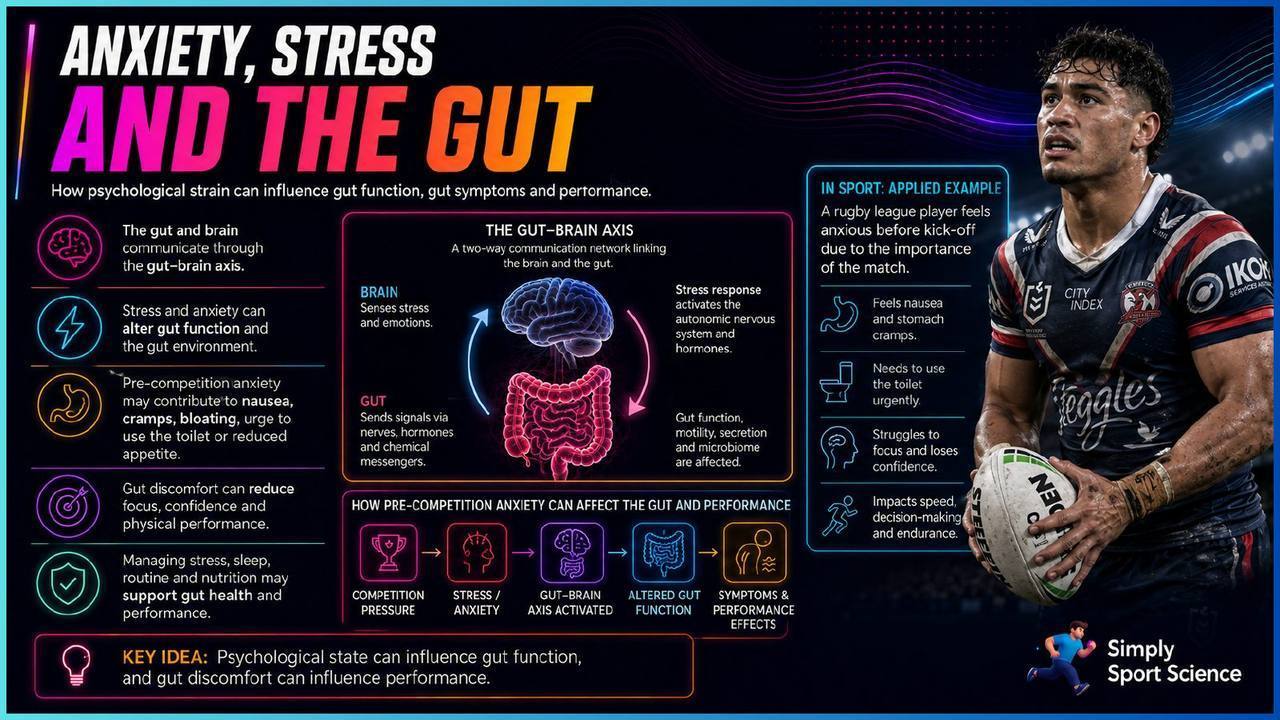 ANXIETY, STRESS
AND THE GUT
How psychological strain can influence gut function, gut symptoms and performance.
The gut and brain
communicate through
the gut–brain axis.
Stress and anxiety can
alter gut function and
the gut environment.
Pre-competition anxiety
may contribute to nausea,
cramps, bloating, urge to
use the toilet or reduced
appetite.
Gut discomfort can reduce
focus, confidence and
physical performance.
Managing stress, sleep,
routine and nutrition may
support gut health and
performance.
THE GUT–BRAIN AXIS
A two-way communication network linking
the brain and the gut.
BRAIN
Senses stress
and emotions.
Stress response
activates the
autonomic nervous
system and
hormones.
GUT
Sends signals via
nerves, hormones
and chemical
messengers.
Gut function,
motility, secretion
and microbiome
are affected.
HOW PRE-COMPETITION ANXIETY CAN AFFECT THE GUT AND PERFORMANCE
COMPETITION
PRESSURE
STRESS /
ANXIETY
GUT–BRAIN
AXIS ACTIVATED
ALTERED GUT
FUNCTION
SYMPTOMS &
PERFORMANCE
EFFECTS
KEY IDEA: Psychological state can influence gut function,
and gut discomfort can influence performance.
IN SPORT: APPLIED EXAMPLE
A rugby league player feels
anxious before kick-off
due to the importance
of the match.
Feels nausea
and stomach
cramps.
Needs to use
the toilet
urgently.
Struggles to
focus and loses
confidence.
Impacts speed,
decision-making
and endurance.
CITY
INDEX
IKON
SERVICES
Steggles
STEEDEN
Simply
Sport Science